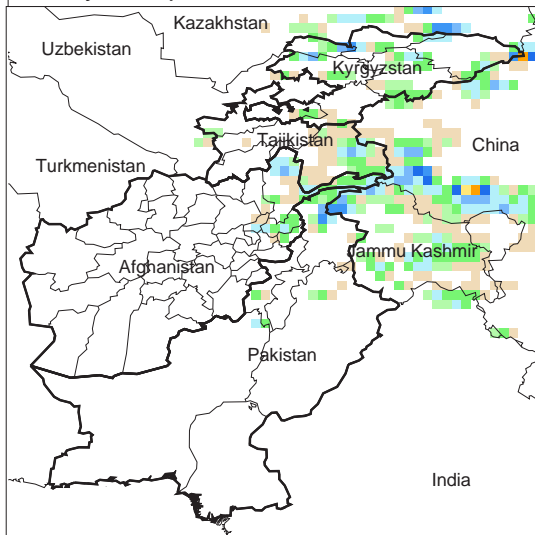 Kazakhstan
Uzbekistan
Kyrgyzstan
China
Tajikistan
Turkmenistan
Jammu Kashmir
Afghanistan
Pakistan
India